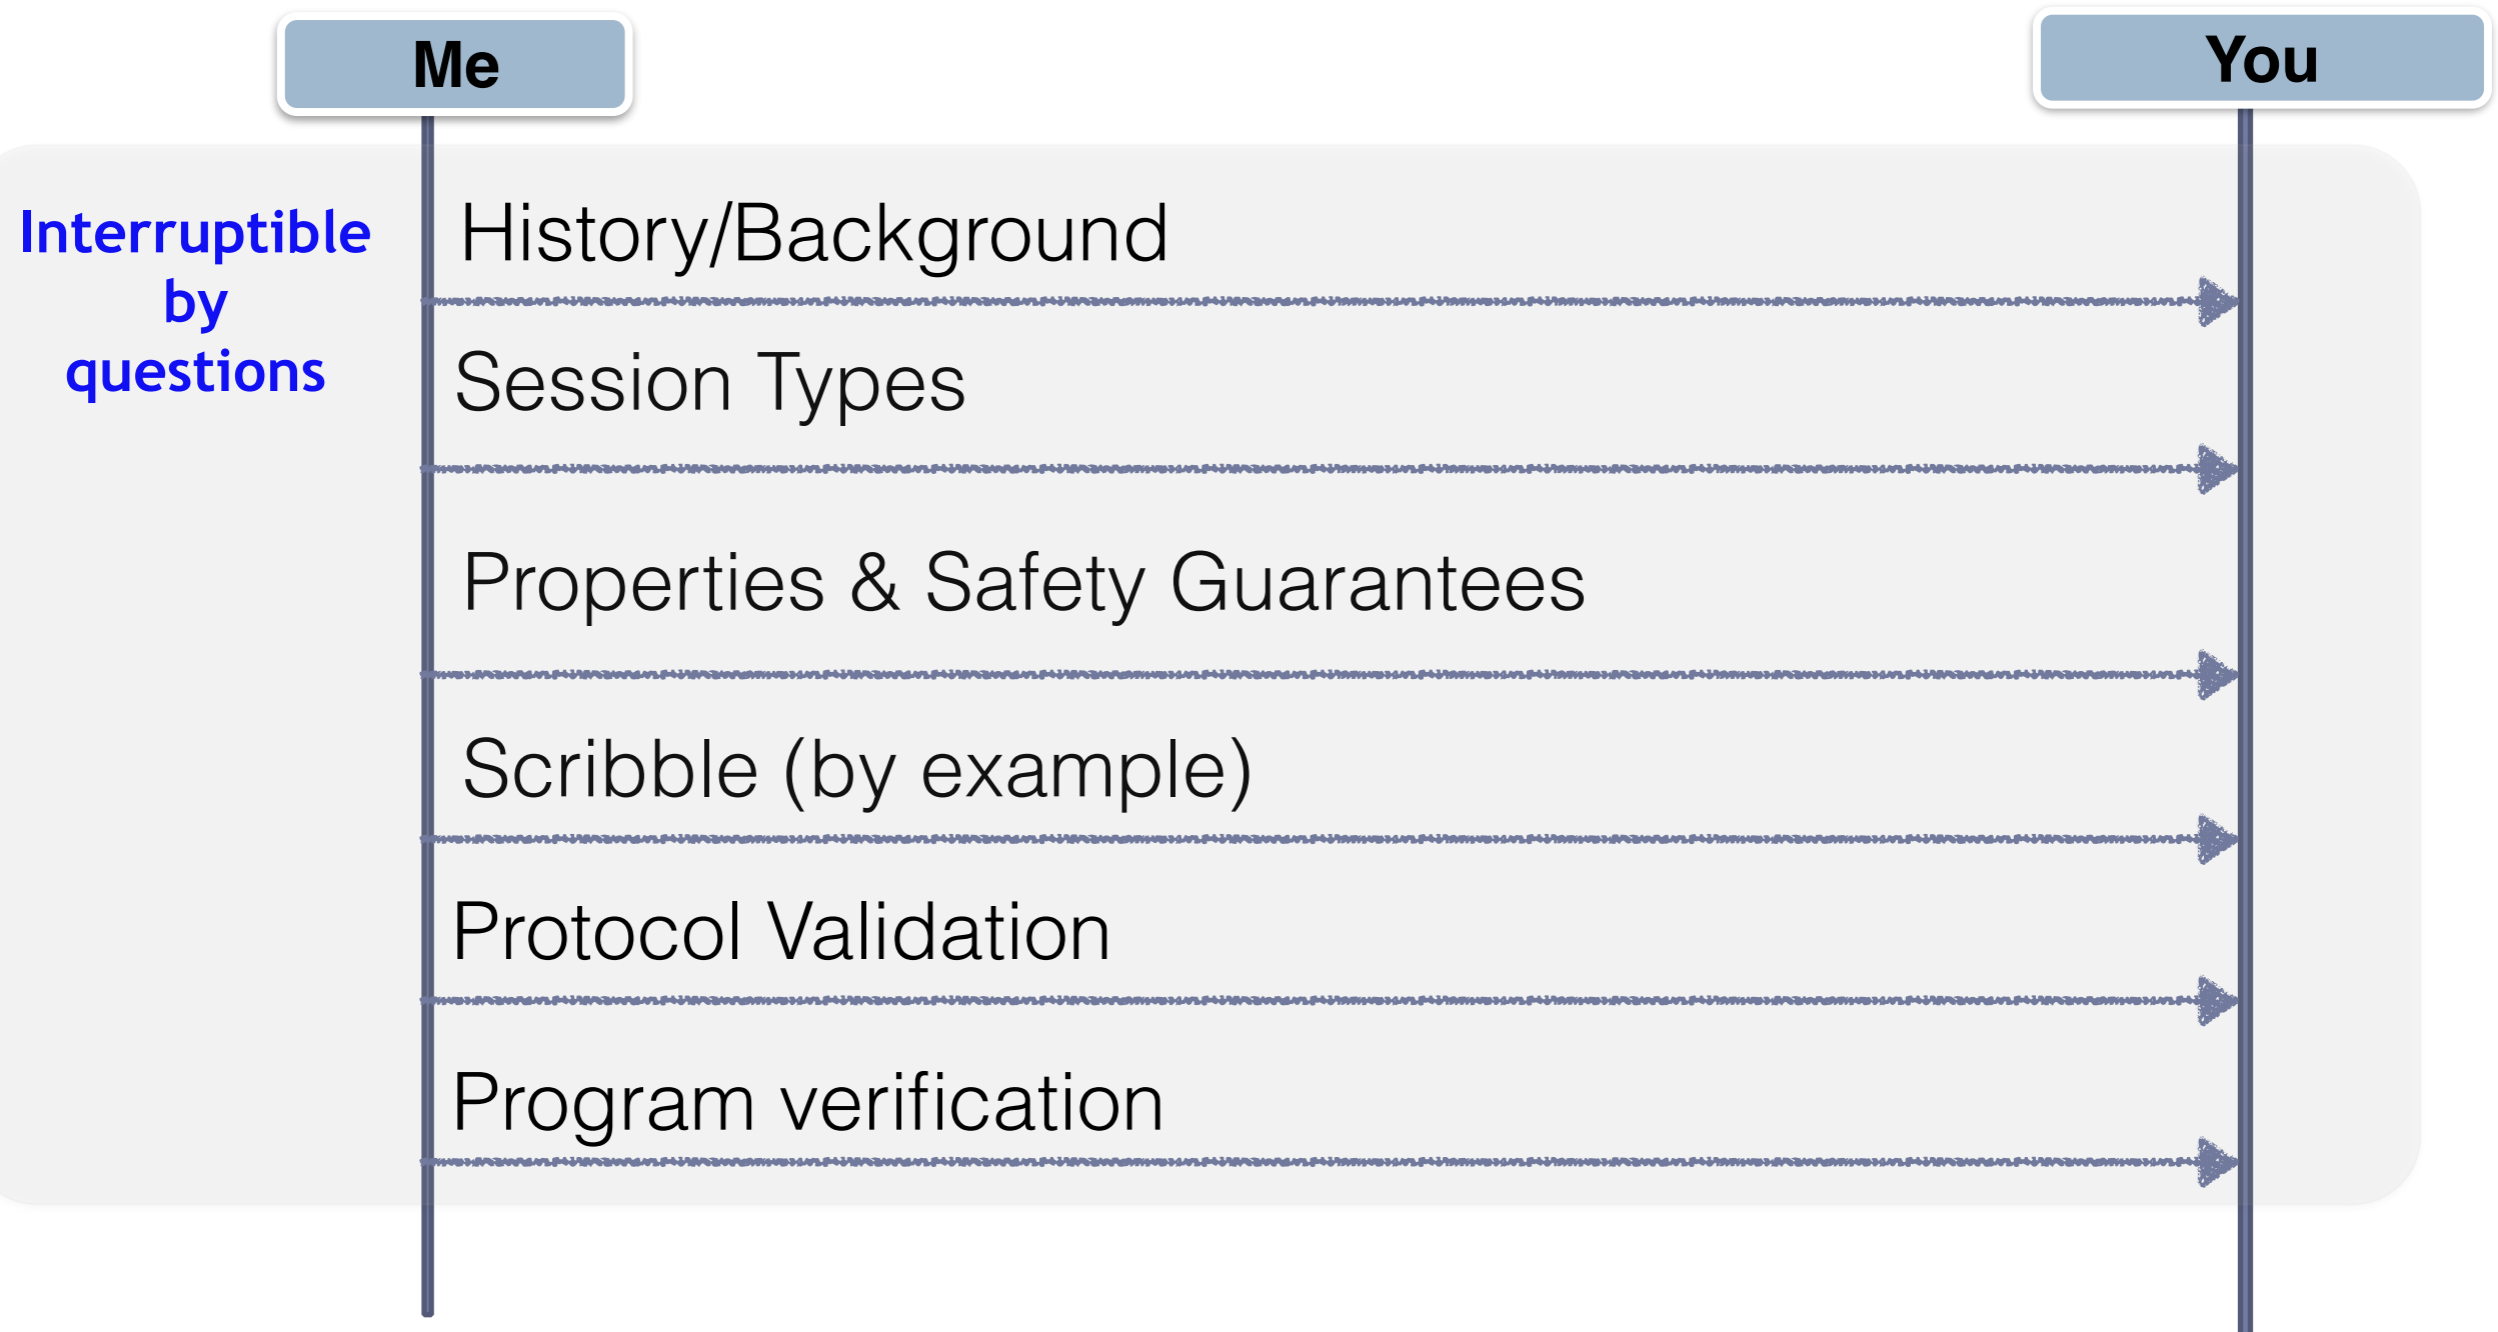 Me
You
Interruptible
by
questions
History/Background
Session Types
Properties & Safety Guarantees
Scribble (by example)
Protocol Validation
Program verification